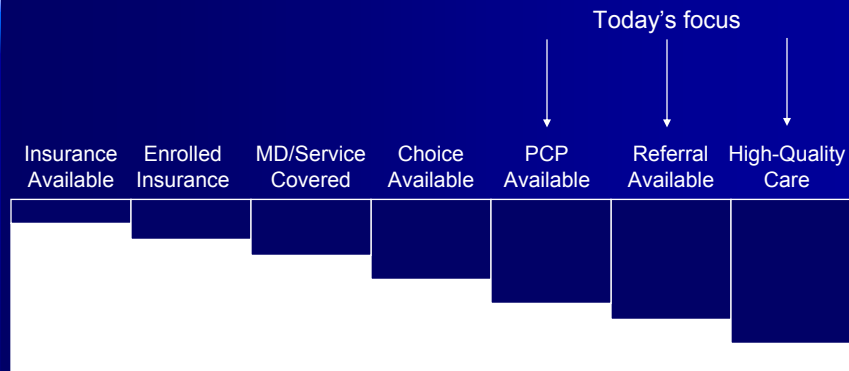 Today’s focus
Insurance Available
Enrolled Insurance
MD/Service Covered
Choice Available
PCP Available
Referral Available
High-Quality Care